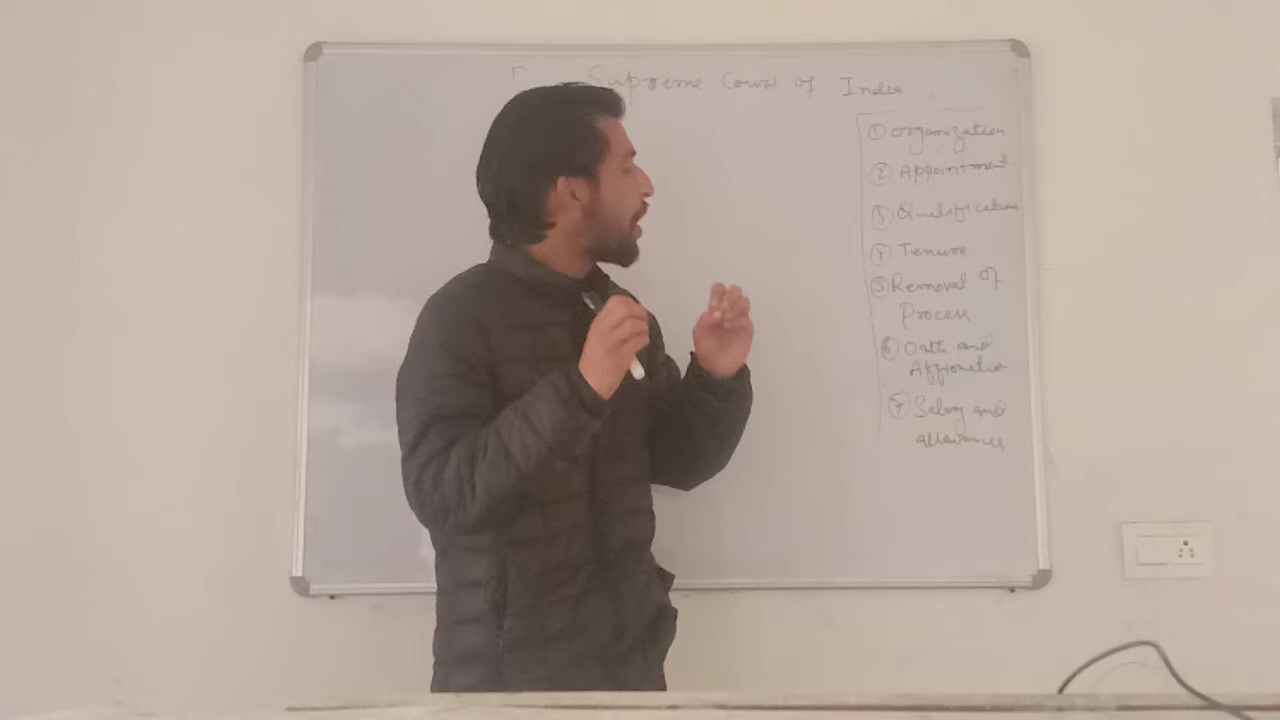 Supreme Court of India
① Organization
② Appointment
③ Qualification
④ Tenure
⑤ Removal of
Process
⑥ Oath and
Affirmation
⑦ Salary and
allowances